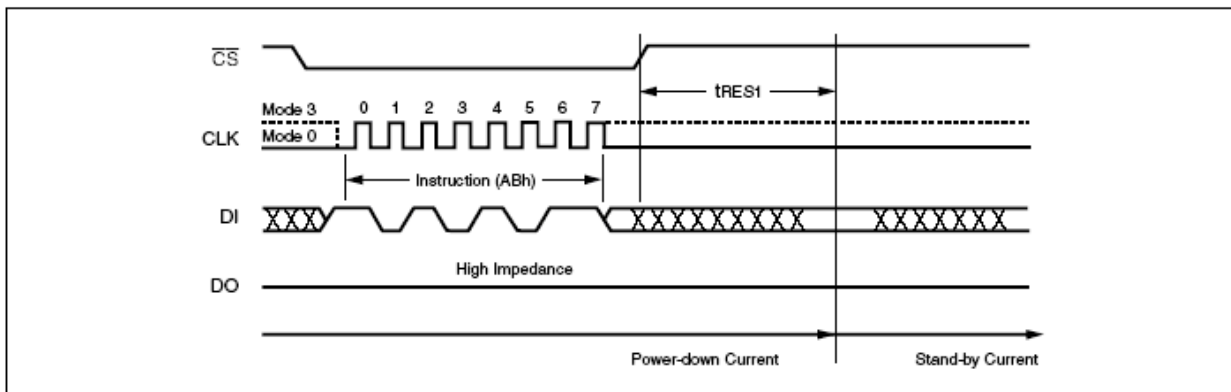 CS
tRES1
Mode 3 0 1 2 3 4 5 6 7
CLK Mode 0
Instruction (ABh)
DI
High Impedance
DO
Power-down Current Stand-by Current